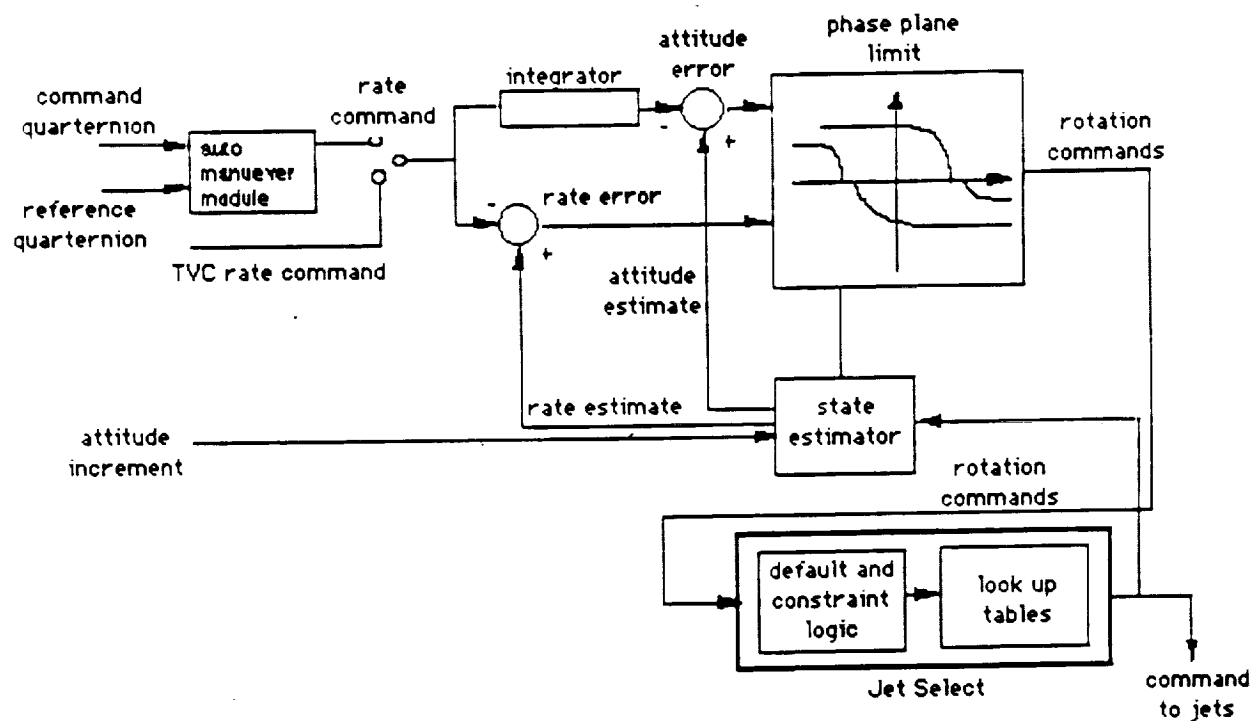 phase plane
limit
attitude
error
integrator
rate
command
command
quarternion
rotation
commands
auto
manuever
module
-
+
reference
quarternion
-
rate error
+
TVC rate command
attitude
estimate
rate estimate
state
estimator
attitude
increment
rotation
commands
default and
constraint
logic
look up
tables
Jet Select
command
to jets